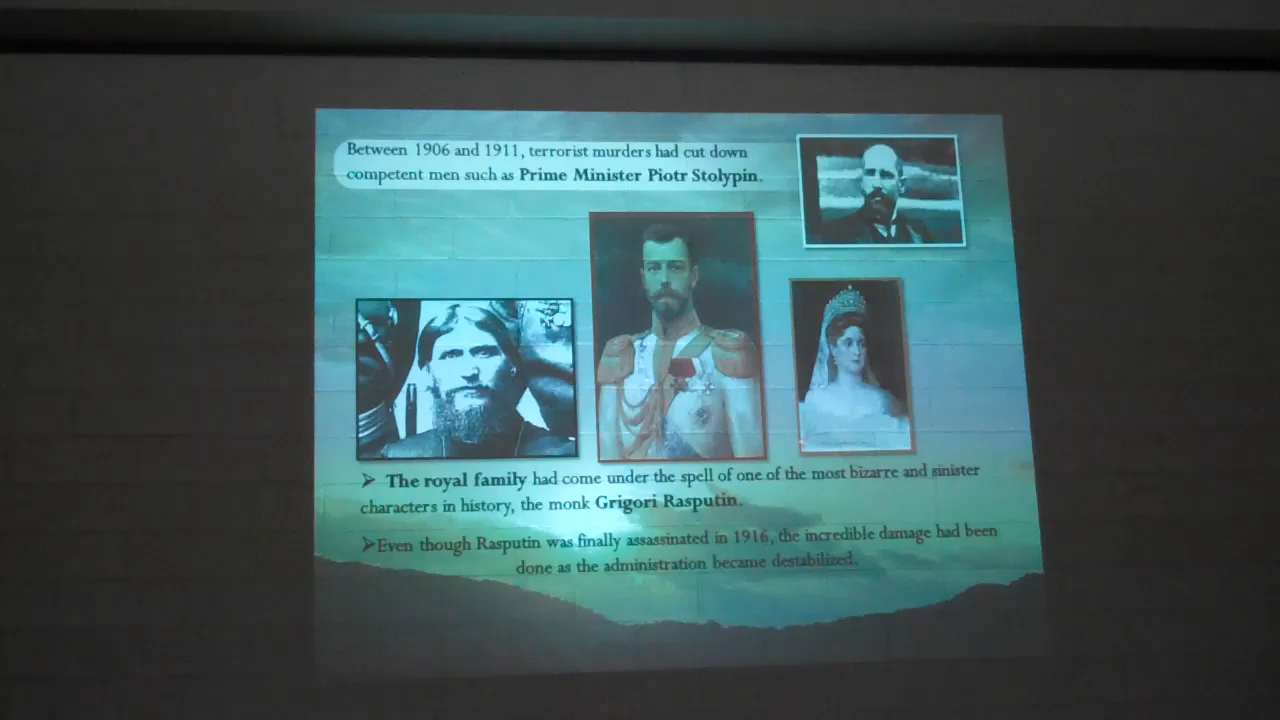 Between 1906 and 1911, terrorist murders had cut down
competent men such as Prime Minister Piotr Stolypin.
➤ The royal family had come under the spell of one of the most bizarre and sinister
characters in history, the monk Grigori Rasputin.
➤Even though Rasputin was finally assassinated in 1916, the incredible damage had been
done as the administration became destabilized.